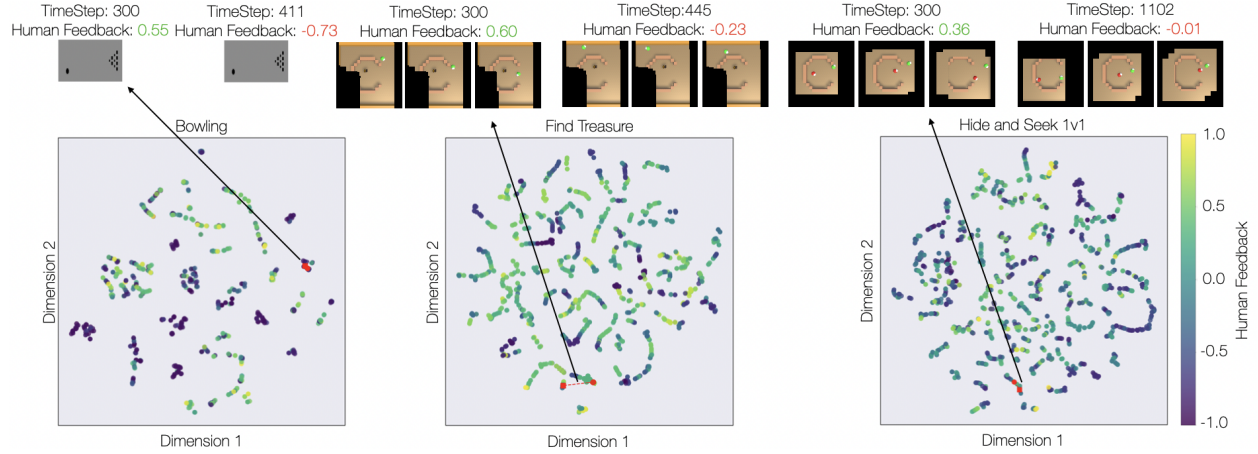 TimeStep: 300
Human Feedback: 0.55
TimeStep: 411
Human Feedback: -0.73
TimeStep: 300
Human Feedback: 0.60
TimeStep:445
Human Feedback: -0.23
TimeStep: 300
Human Feedback: 0.36
TimeStep: 1102
Human Feedback: -0.01
Bowling
Dimension 2
Dimension 1
Find Treasure
Dimension 2
Dimension 1
Hide and Seek 1v1
Dimension 2
Dimension 1
1.0
0.5
0.0
-0.5
-1.0
Human Feedback